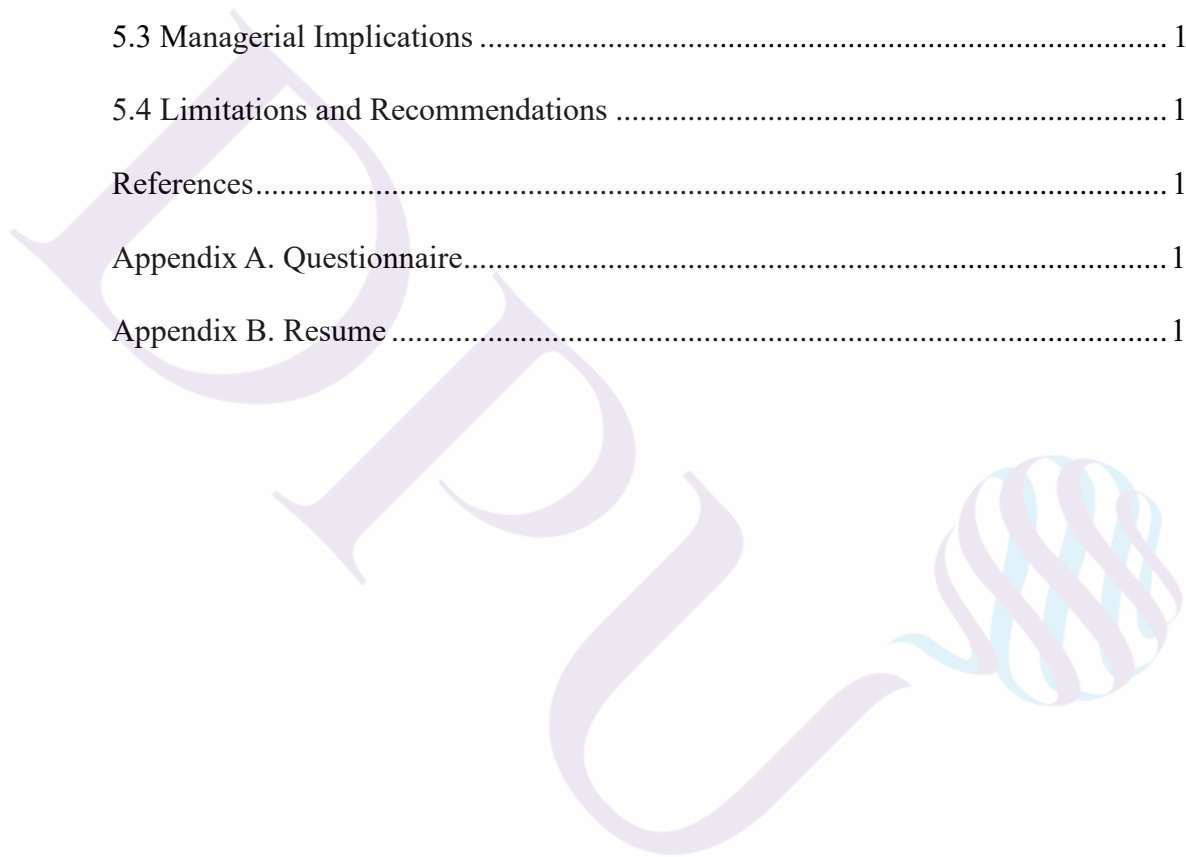 5.3 Managerial Implications ........................................................................................ 1
5.4 Limitations and Recommendations ...................................................................... 1
References.................................................................................................................... 1
Appendix A. Questionnaire.......................................................................................... 1
Appendix B. Resume ................................................................................................... 1
DPU